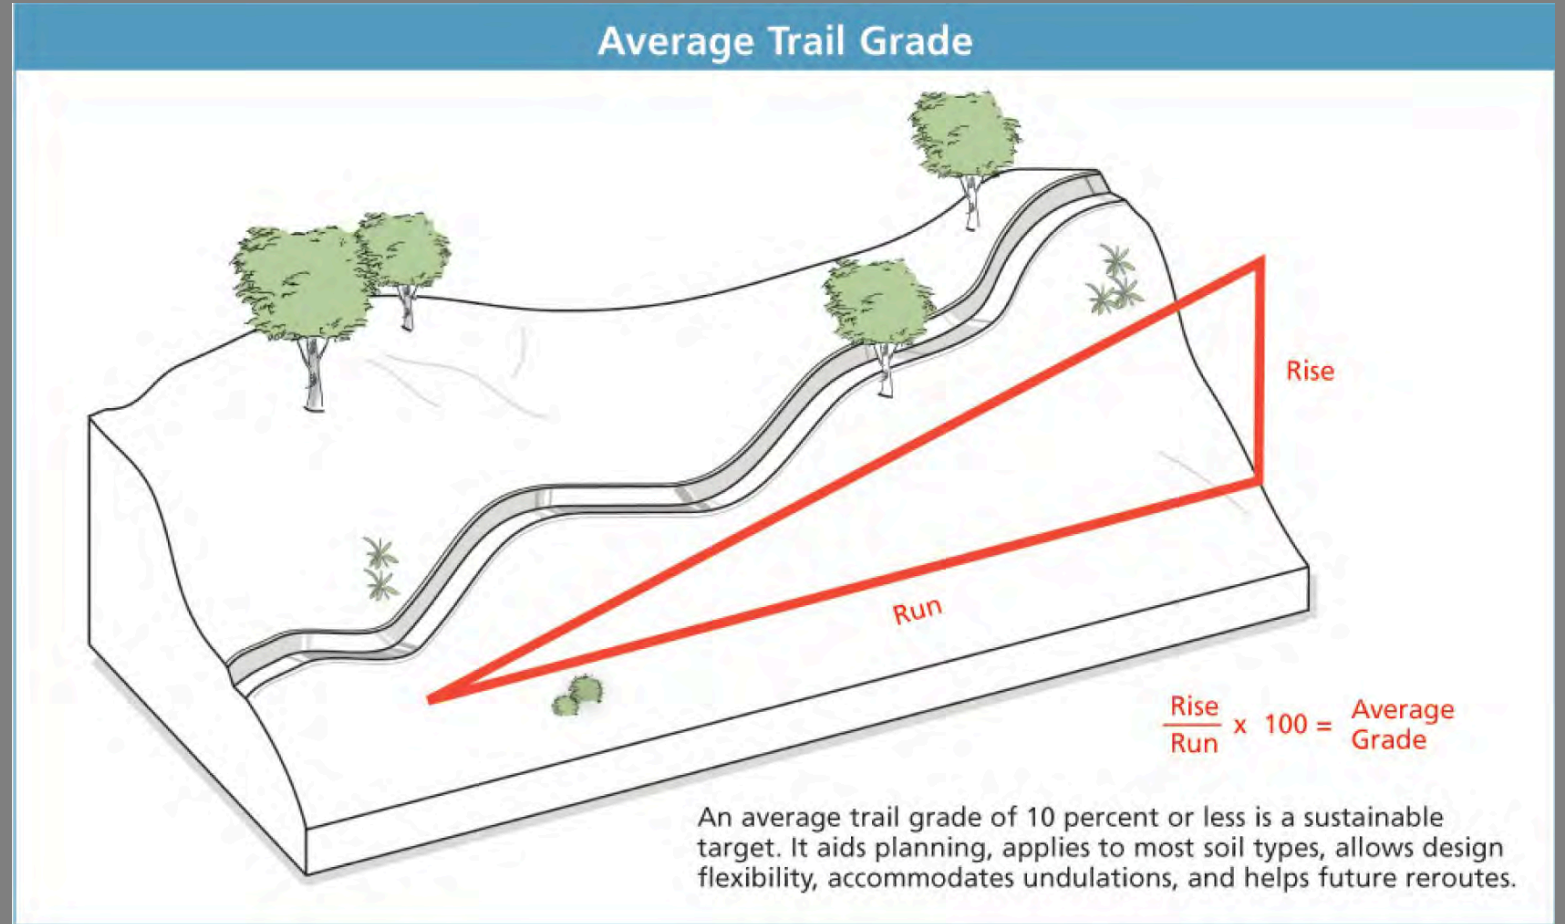 Average Trail Grade
Rise
Run
Rise
Run
x 100 =
Average
Grade
An average trail grade of 10 percent or less is a sustainable
target. It aids planning, applies to most soil types, allows design
flexibility, accommodates undulations, and helps future reroutes.